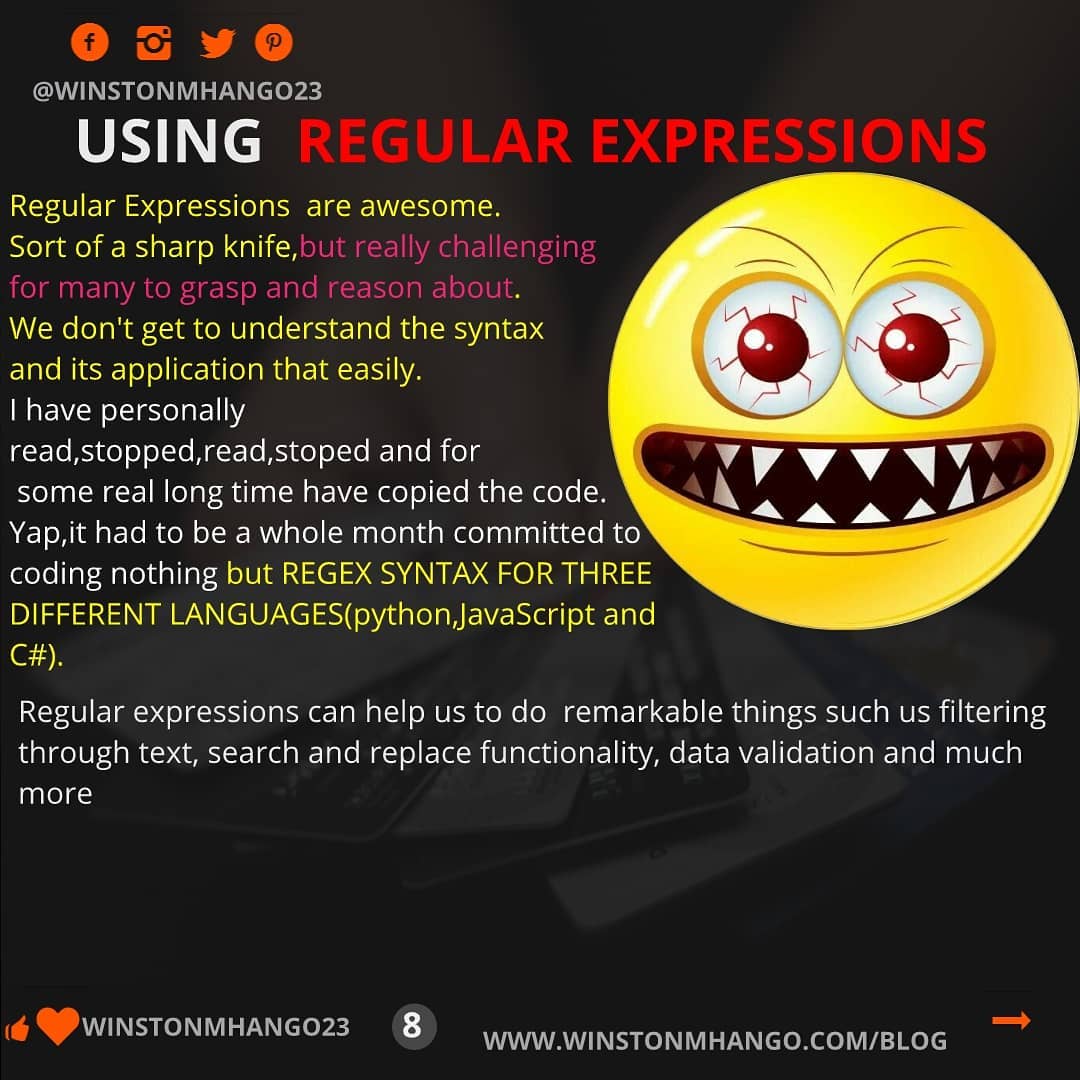 @WINSTONMHANGO23
USING REGULAR EXPRESSIONS
Regular Expressions are awesome.
Sort of a sharp knife,but really challenging
for many to grasp and reason about.
We don't get to understand the syntax
and its application that easily.
I have personally
read,stopped,read,stoped and for
some real long time have copied the code.
Yap,it had to be a whole month committed to
coding nothing but REGEX SYNTAX FOR THREE
DIFFERENT LANGUAGES(python,JavaScript and
C#).
Regular expressions can help us to do remarkable things such us filtering
through text, search and replace functionality, data validation and much
more
WINSTONMHANGO23
8
WWW.WINSTONMHANGO.COM/BLOG